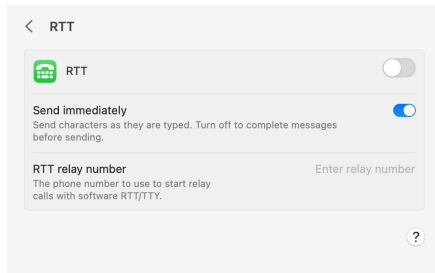 RTT
RTT
Send immediately
Send characters as they are typed. Turn off to complete messages
before sending.
RTT relay number
Enter relay number
The phone number to use to start relay
calls with software RTT/TTY.
?